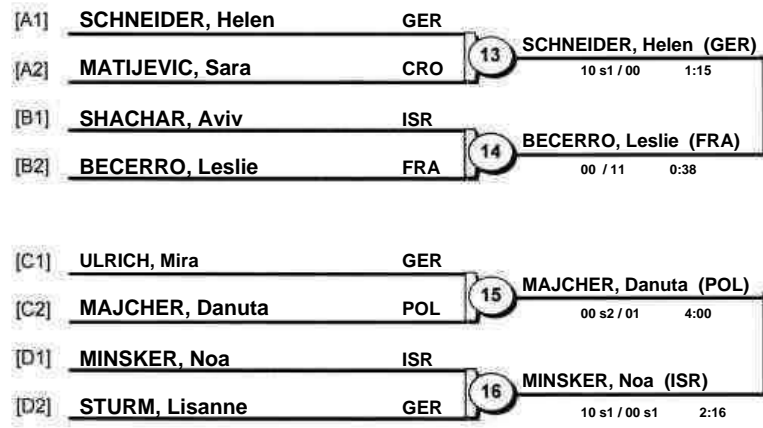 [A1] SCHNEIDER, Helen GER
13
SCHNEIDER, Helen (GER)
[A2] MATIJEVIC, Sara CRO
10 s1 / 00 1:15
[B1] SHACHAR, Aviv ISR
14
BECERRO, Leslie (FRA)
[B2] BECERRO, Leslie FRA
00 / 11 0:38
[C1] ULRICH, Mira GER
15
MAJCHER, Danuta (POL)
[C2] MAJCHER, Danuta POL
00 s2 / 01 4:00
[D1] MINSKER, Noa ISR
16
MINSKER, Noa (ISR)
[D2] STURM, Lisanne GER
10 s1 / 00 s1 2:16